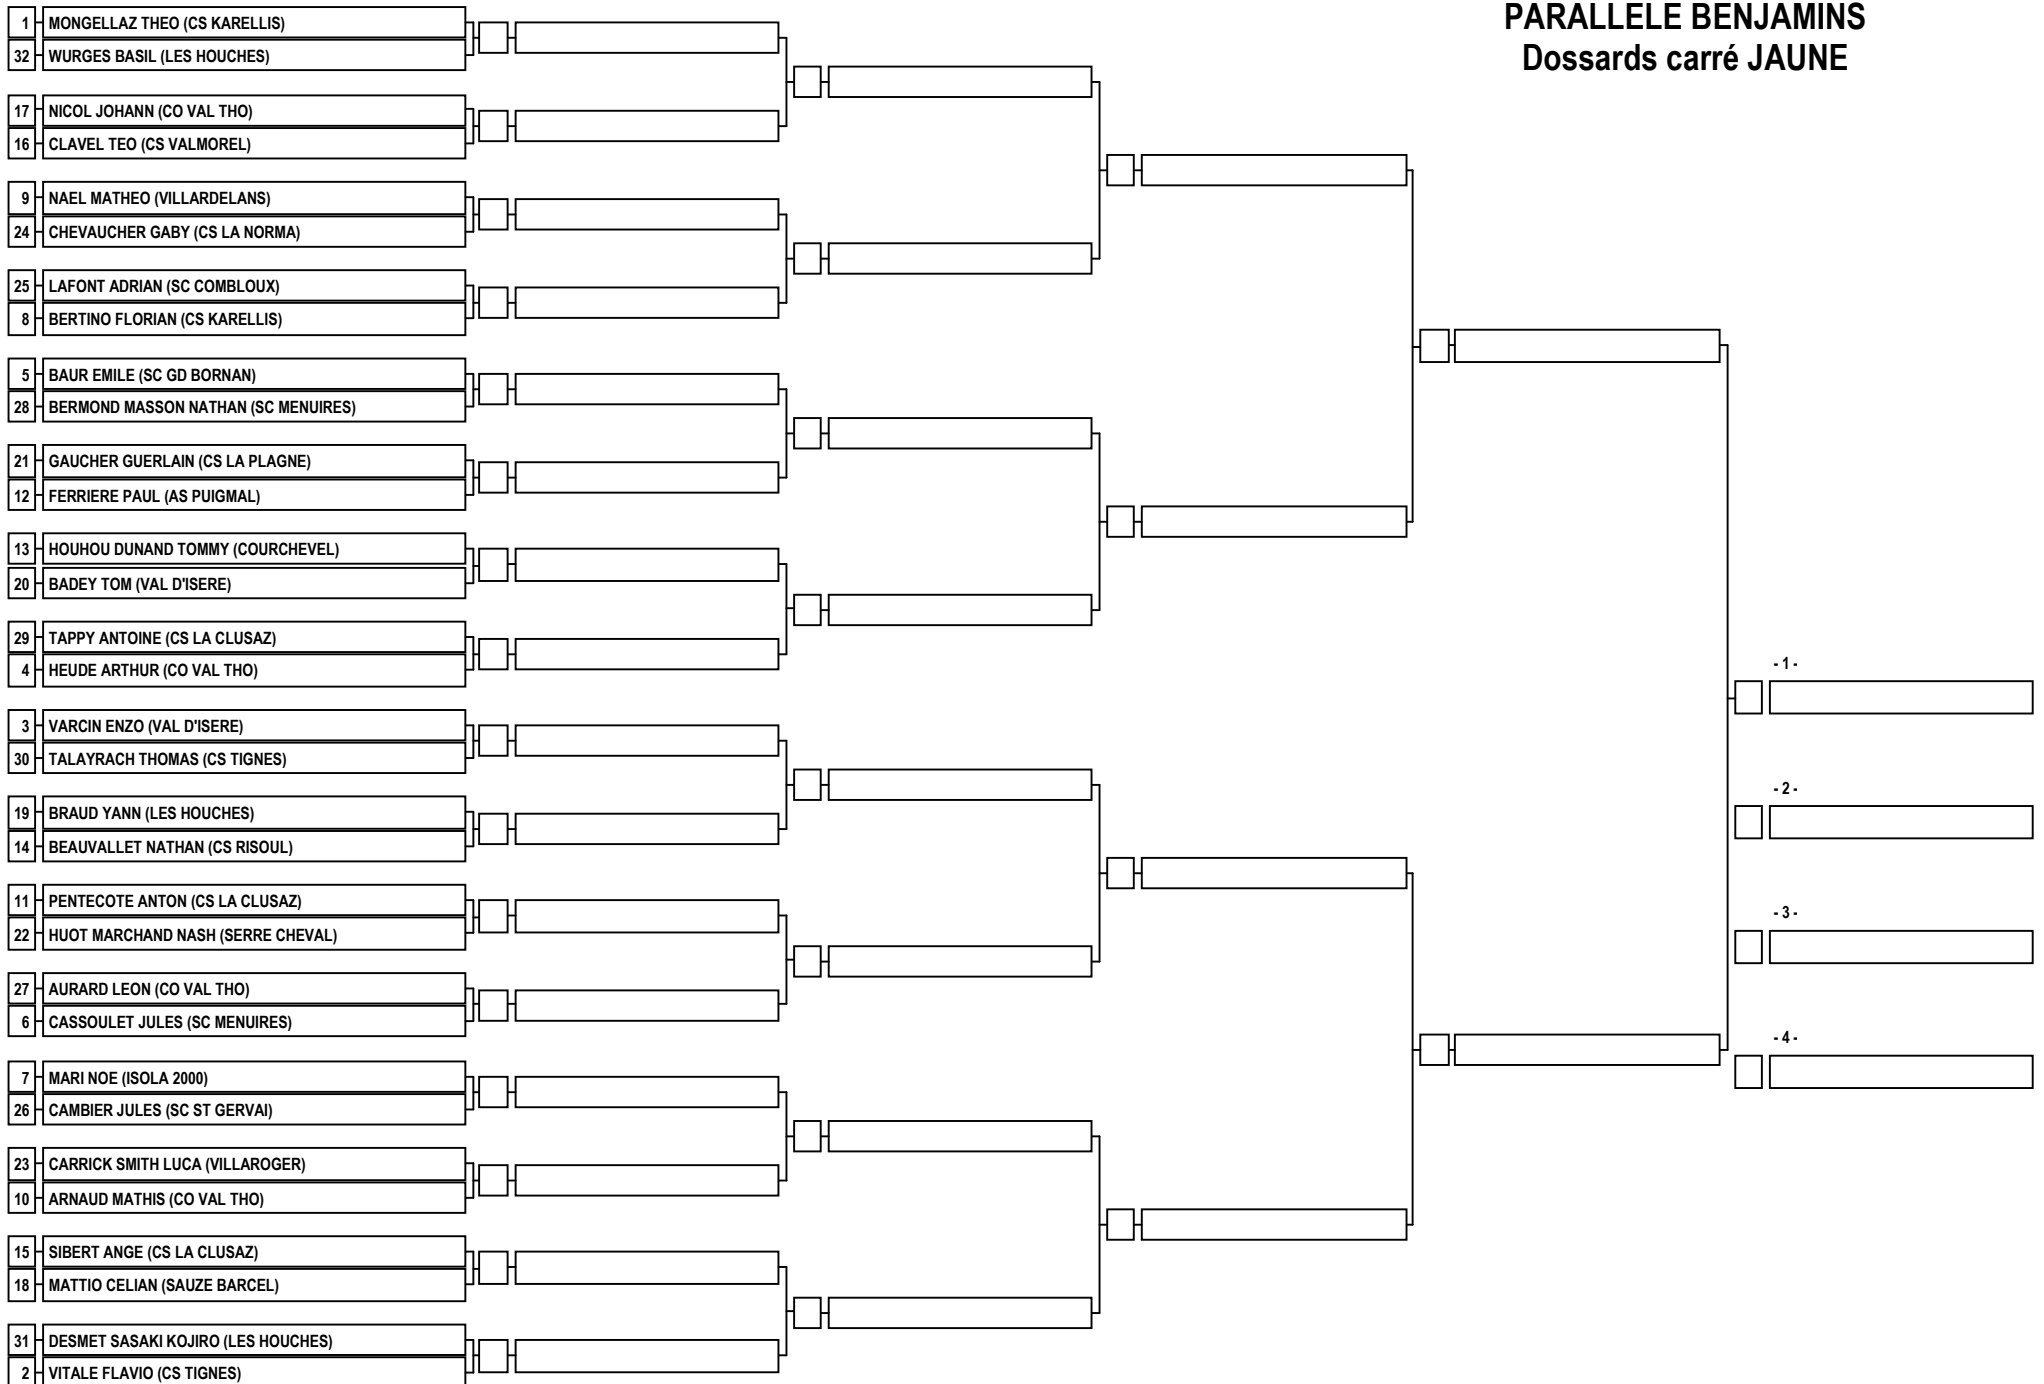 PARALLELE BENJAMINS
Dossards carré JAUNE
1 MONGELLAZ THEO (CS KARELLIS)
32 WURGES BASIL (LES HOUCHES)
17 NICOL JOHANN (CO VAL THO)
16 CLAVEL TEO (CS VALMOREL)
9 NAEL MATHEO (VILLARDELANS)
24 CHEVAUCHER GABY (CS LA NORMA)
25 LAFONT ADRIAN (SC COMBLOUX)
8 BERTINO FLORIAN (CS KARELLIS)
5 BAUR EMILE (SC GD BORNAN)
28 BERMOND MASSON NATHAN (SC MENUIRES)
21 GAUCHER GUERLAIN (CS LA PLAGNE)
12 FERRIERE PAUL (AS PUIGMAL)
13 HOUHOU DUNAND TOMMY (COURCHEVEL)
20 BADEY TOM (VAL D'ISERE)
29 TAPPY ANTOINE (CS LA CLUSAZ)
4 HEUDE ARTHUR (CO VAL THO)
3 VARCIN ENZO (VAL D'ISERE)
30 TALAYRACH THOMAS (CS TIGNES)
19 BRAUD YANN (LES HOUCHES)
14 BEAUVALLET NATHAN (CS RISOUL)
11 PENTECOTE ANTON (CS LA CLUSAZ)
22 HUOT MARCHAND NASH (SERRE CHEVAL)
27 AURARD LEON (CO VAL THO)
6 CASSOULET JULES (SC MENUIRES)
7 MARI NOE (ISOLA 2000)
26 CAMBIER JULES (SC ST GERVAI)
23 CARRICK SMITH LUCA (VILLAROGER)
10 ARNAUD MATHIS (CO VAL THO)
15 SIBERT ANGE (CS LA CLUSAZ)
18 MATTIO CELIAN (SAUZE BARCEL)
31 DESMET SASAKI KOJIRO (LES HOUCHES)
2 VITALE FLAVIO (CS TIGNES)
- 1 -
- 2 -
- 3 -
- 4 -